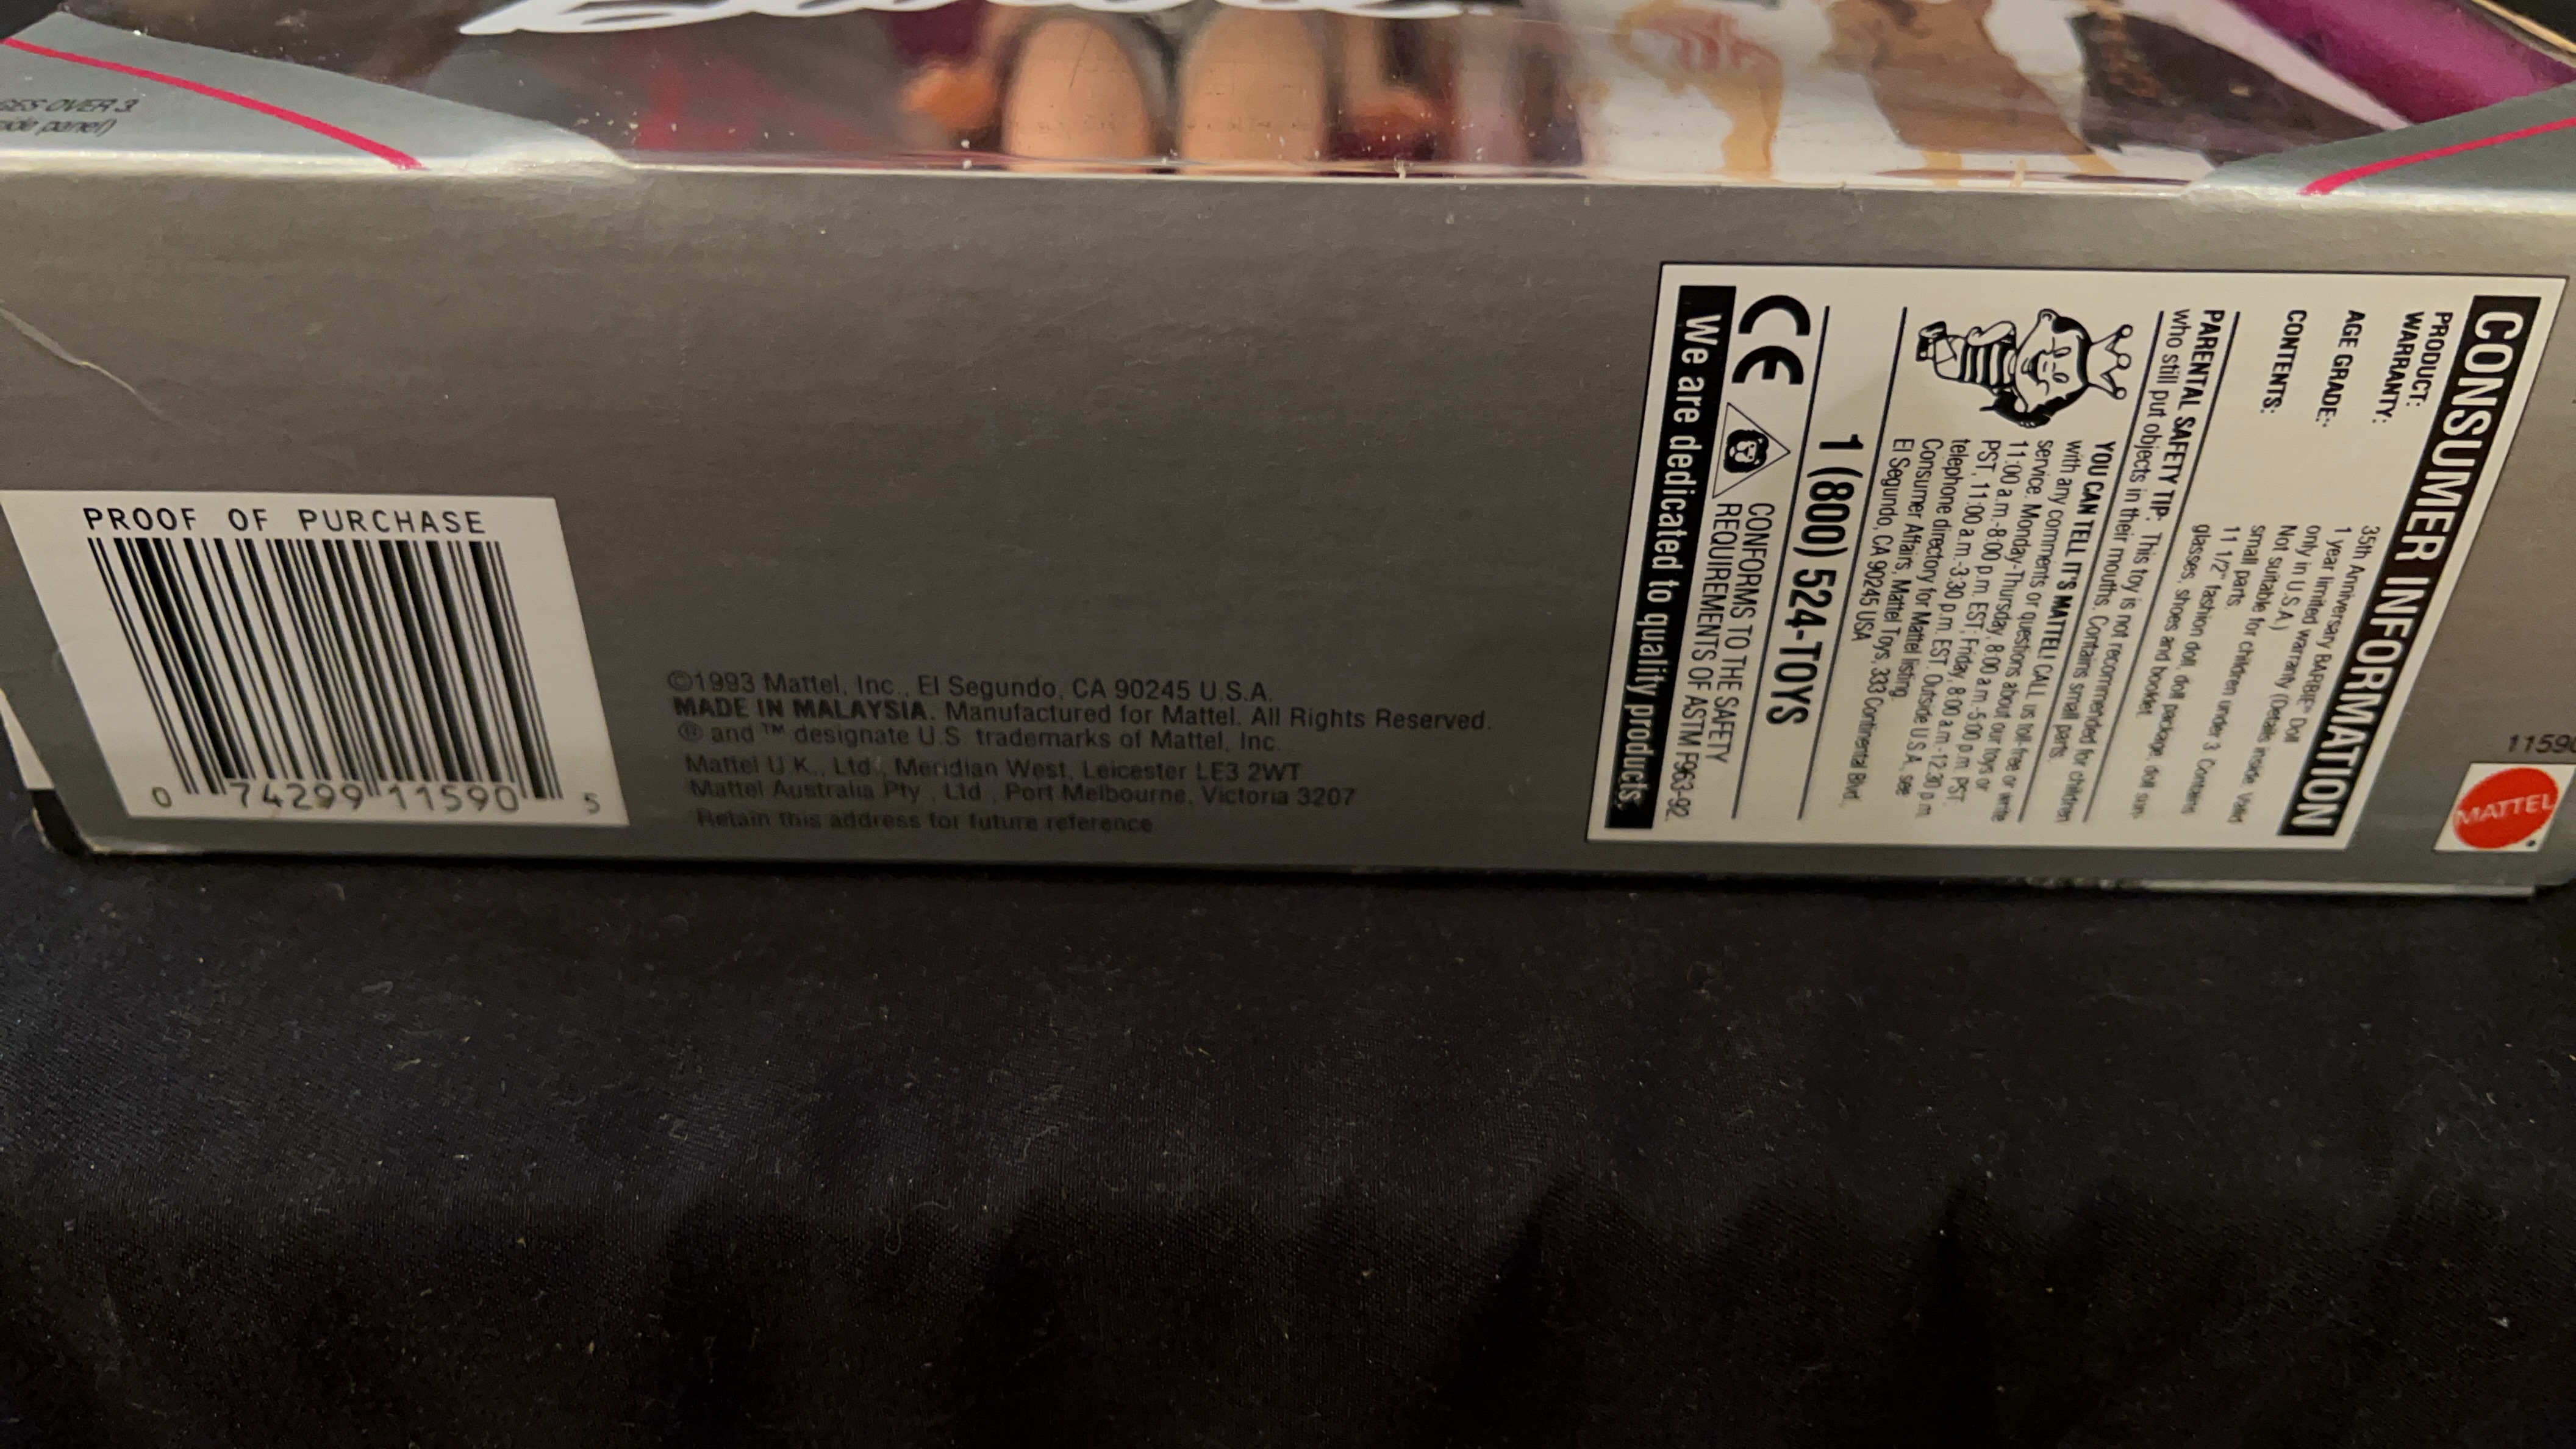 GES OVER 3.
side panel)
PROOF OF PURCHASE
0 74299 11590 5
©1993 Mattel, Inc., El Segundo, CA 90245 U.S.A.
MADE IN MALAYSIA. Manufactured for Mattel. All Rights Reserved.
® and ™ designate U.S. trademarks of Mattel, Inc.
Mattel U.K., Ltd., Meridian West, Leicester LE3 2WT
Mattel Australia Pty., Ltd., Port Melbourne, Victoria 3207
Retain this address for future reference
CONSUMER INFORMATION
PRODUCT: 35th Anniversary BARBIE® Doll
WARRANTY: 1 year limited warranty (Details inside. Valid
only in U.S.A.)
AGE GRADE: Not suitable for children under 3. Contains
small parts.
CONTENTS: 11 1/2" fashion doll, doll package, doll sun-
glasses, shoes and booklet.
PARENTAL SAFETY TIP: This toy is not recommended for children
who still put objects in their mouths. Contains small parts.
YOU CAN TELL IT'S MATTEL! CALL us toll-free or write
with any comments or questions about our toys or
service. Monday-Thursday, 8:00 a.m.-5:00 p.m. PST,
11:00 a.m.-8:00 p.m. EST; Friday, 8:00 a.m.-12:30 p.m.
PST, 11:00 a.m.-3:30 p.m. EST. Outside U.S.A., see
telephone directory for Mattel listing.
Consumer Affairs, Mattel Toys, 333 Continental Blvd.,
El Segundo, CA 90245 USA
1 (800) 524-TOYS
CE CONFORMS TO THE SAFETY
REQUIREMENTS OF ASTM F963-92.
We are dedicated to quality products.
11590
MATTEL